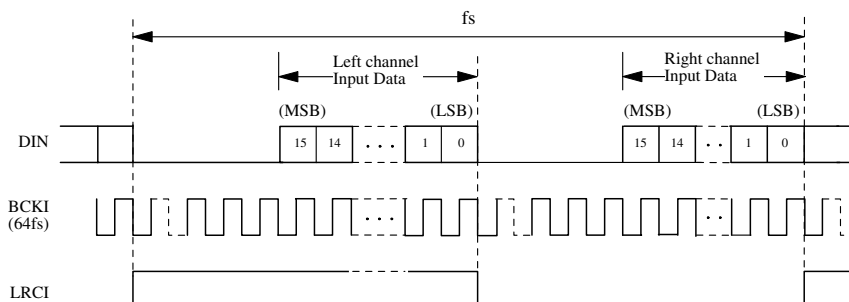 fs
Left channel
Input Data
Right channel
Input Data
(MSB) (LSB) (MSB) (LSB)
DIN 15 14 ... 1 0 15 14 .. 1 0
BCKI ... ..
(64fs)
LRCI